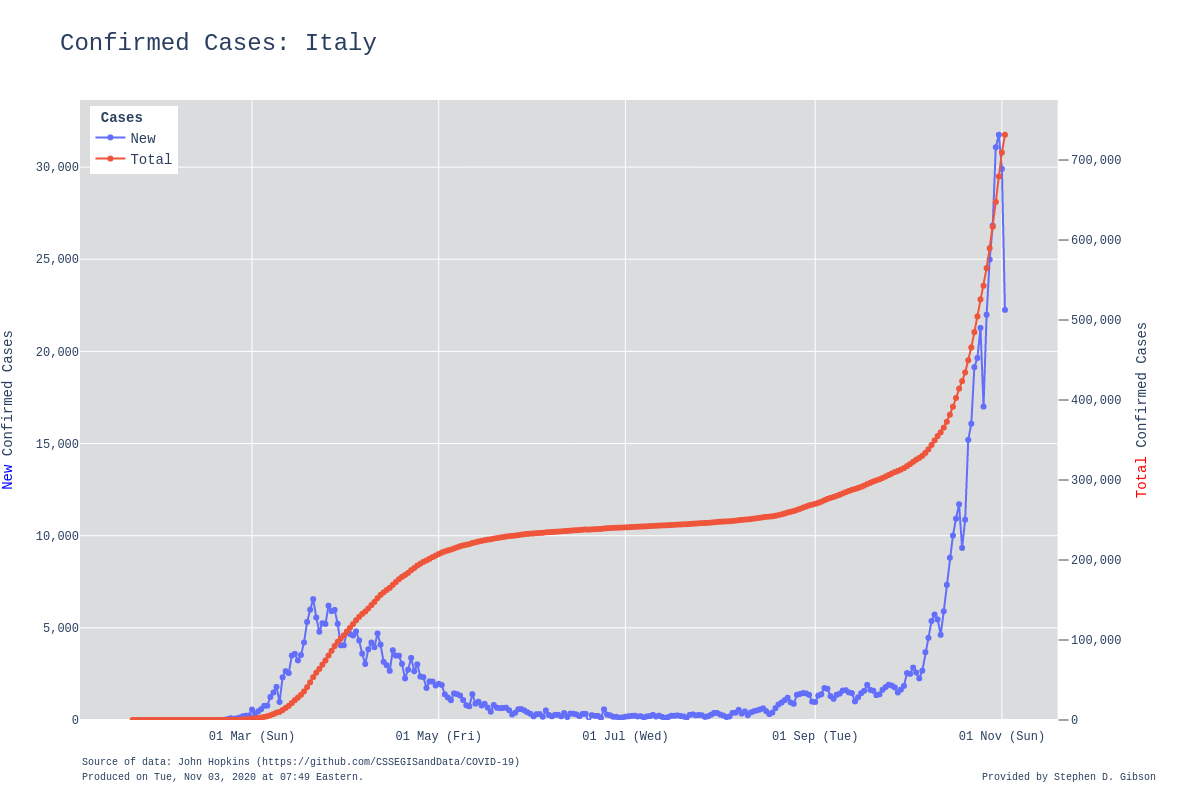 Confirmed Cases: Italy
Cases
New
Total
30,000
25,000
20,000
15,000
10,000
5,000
0
New Confirmed Cases
700,000
600,000
500,000
400,000
300,000
200,000
100,000
0
Total Confirmed Cases
01 Mar (Sun)
01 May (Fri)
01 Jul (Wed)
01 Sep (Tue)
01 Nov (Sun)
Source of data: John Hopkins (https://github.com/CSSEGISandData/COVID-19)
Produced on Tue, Nov 03, 2020 at 07:49 Eastern.
Provided by Stephen D. Gibson